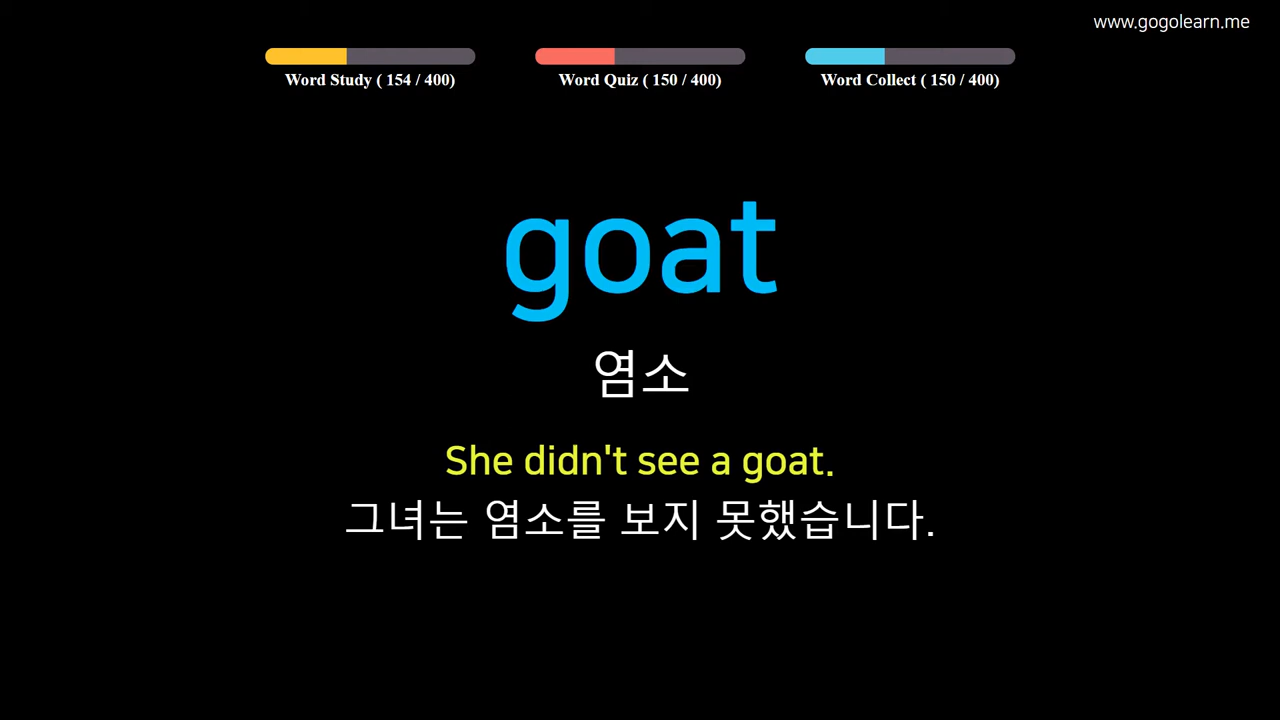 www.gogolearn.me
Word Study ( 154 / 400)
Word Quiz ( 150 / 400)
Word Collect ( 150 / 400)
goat
염소
She didn't see a goat.
그녀는 염소를 보지 못했습니다.